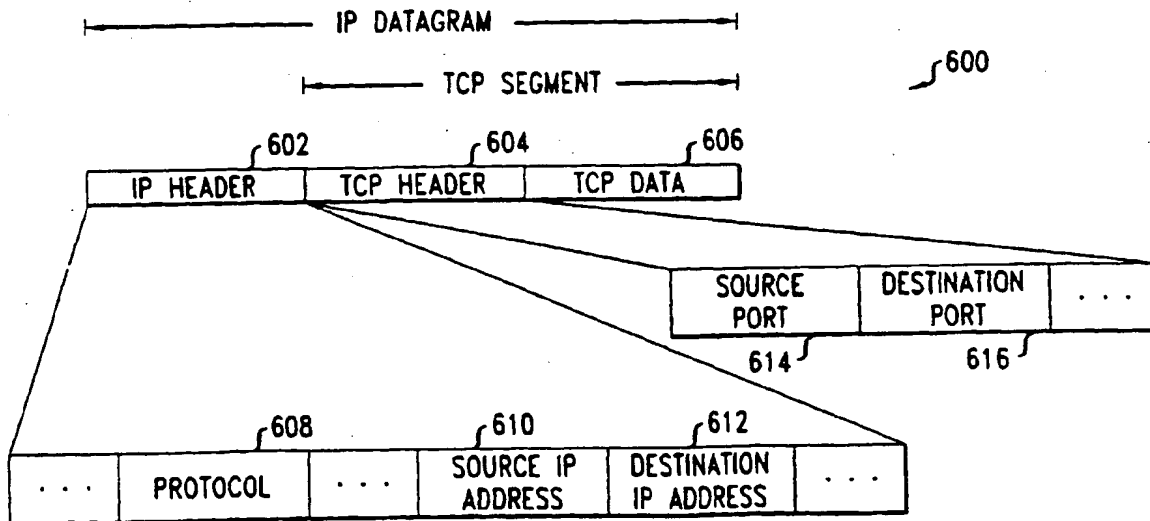 IP DATAGRAM
600
TCP SEGMENT
602 604 606
IP HEADER TCP HEADER TCP DATA
SOURCE PORT DESTINATION PORT . . .
614 616
608 610 612
. . . PROTOCOL . . . SOURCE IP ADDRESS DESTINATION IP ADDRESS . . .